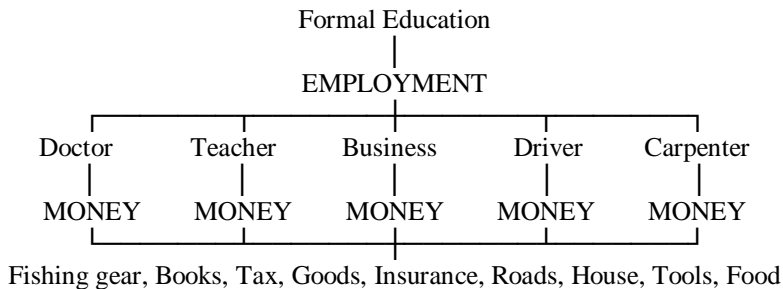 Formal Education
EMPLOYMENT
Doctor Teacher Business Driver Carpenter
MONEY MONEY MONEY MONEY MONEY
Fishing gear, Books, Tax, Goods, Insurance, Roads, House, Tools, Food